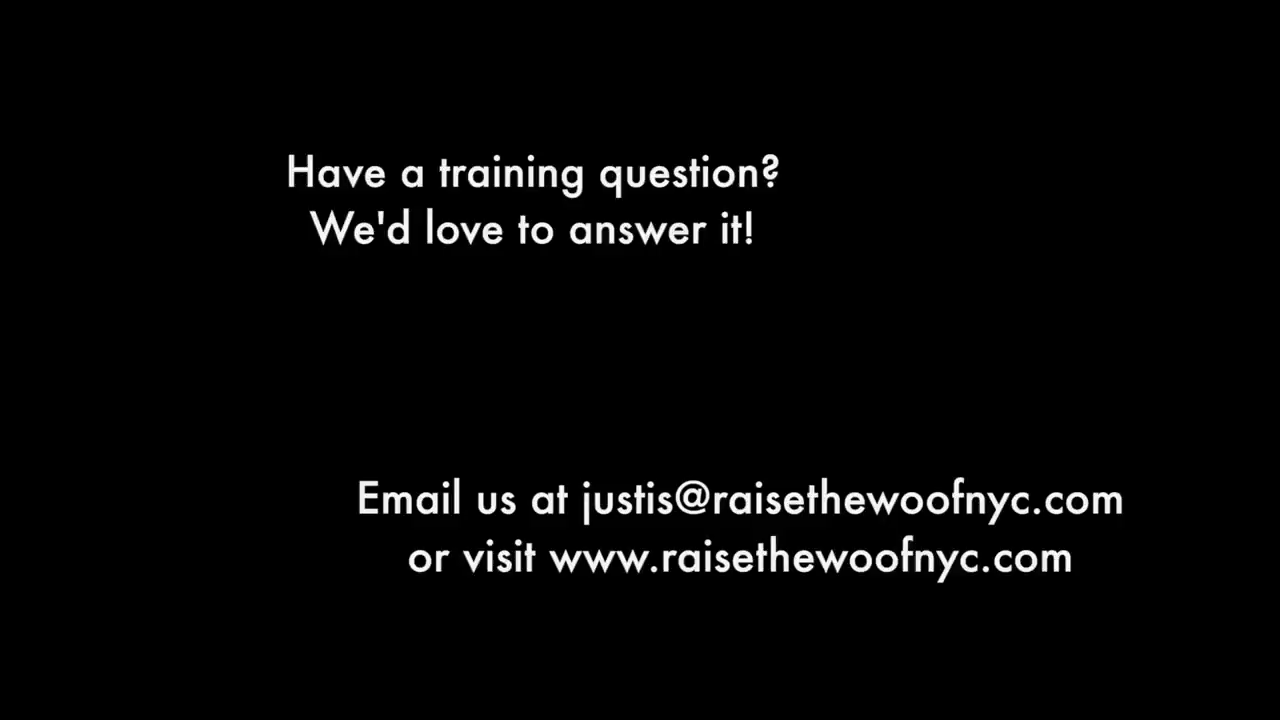 Have a training question?
We'd love to answer it!
Email us at justis@raisethewoofnyc.com
or visit www.raisethewoofnyc.com